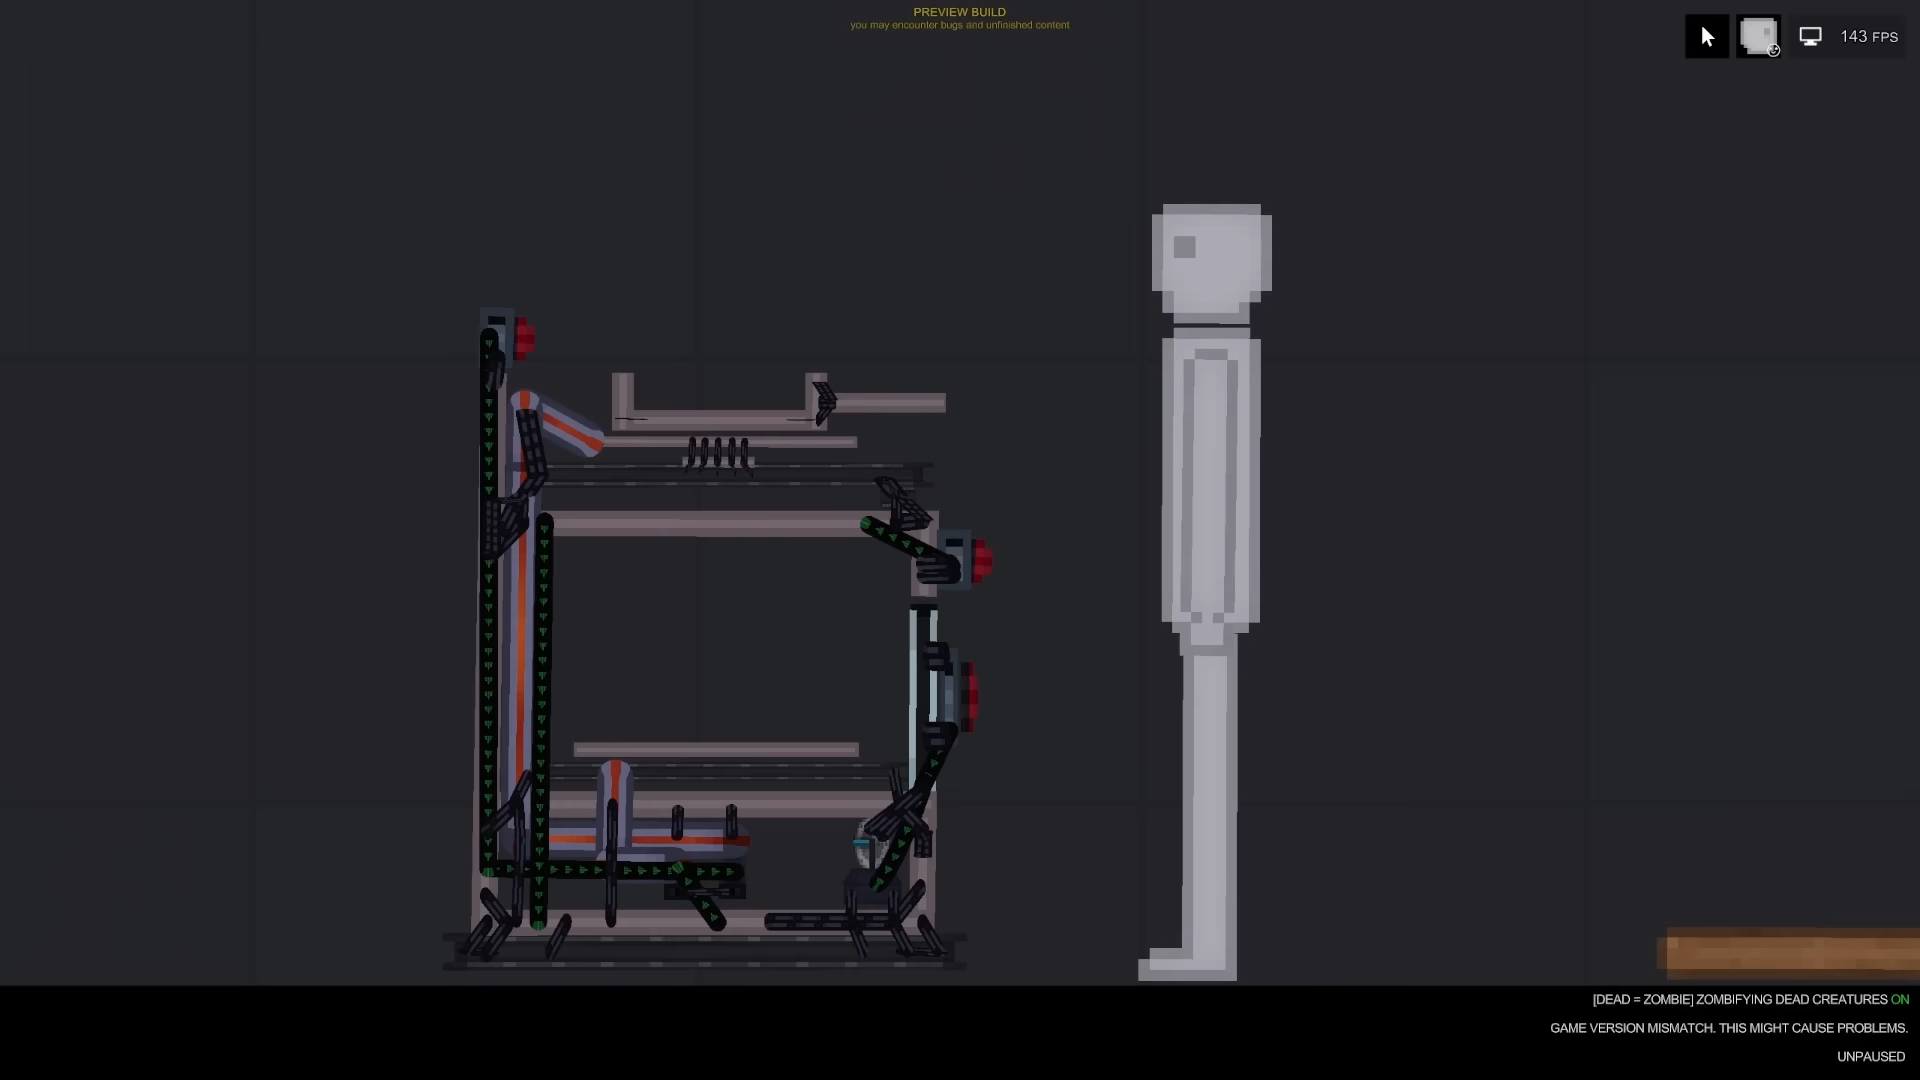 PREVIEW BUILD
you may encounter bugs and unfinished content
143 FPS
[DEAD = ZOMBIE] ZOMBIFYING DEAD CREATURES ON
GAME VERSION MISMATCH. THIS MIGHT CAUSE PROBLEMS.
UNPAUSED